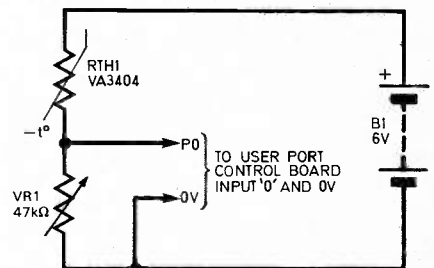 RTH1
VA3404
-t°
+
B1
6V
P0
TO USER PORT
CONTROL BOARD
INPUT '0' AND 0V
0V
VR1
47kΩ